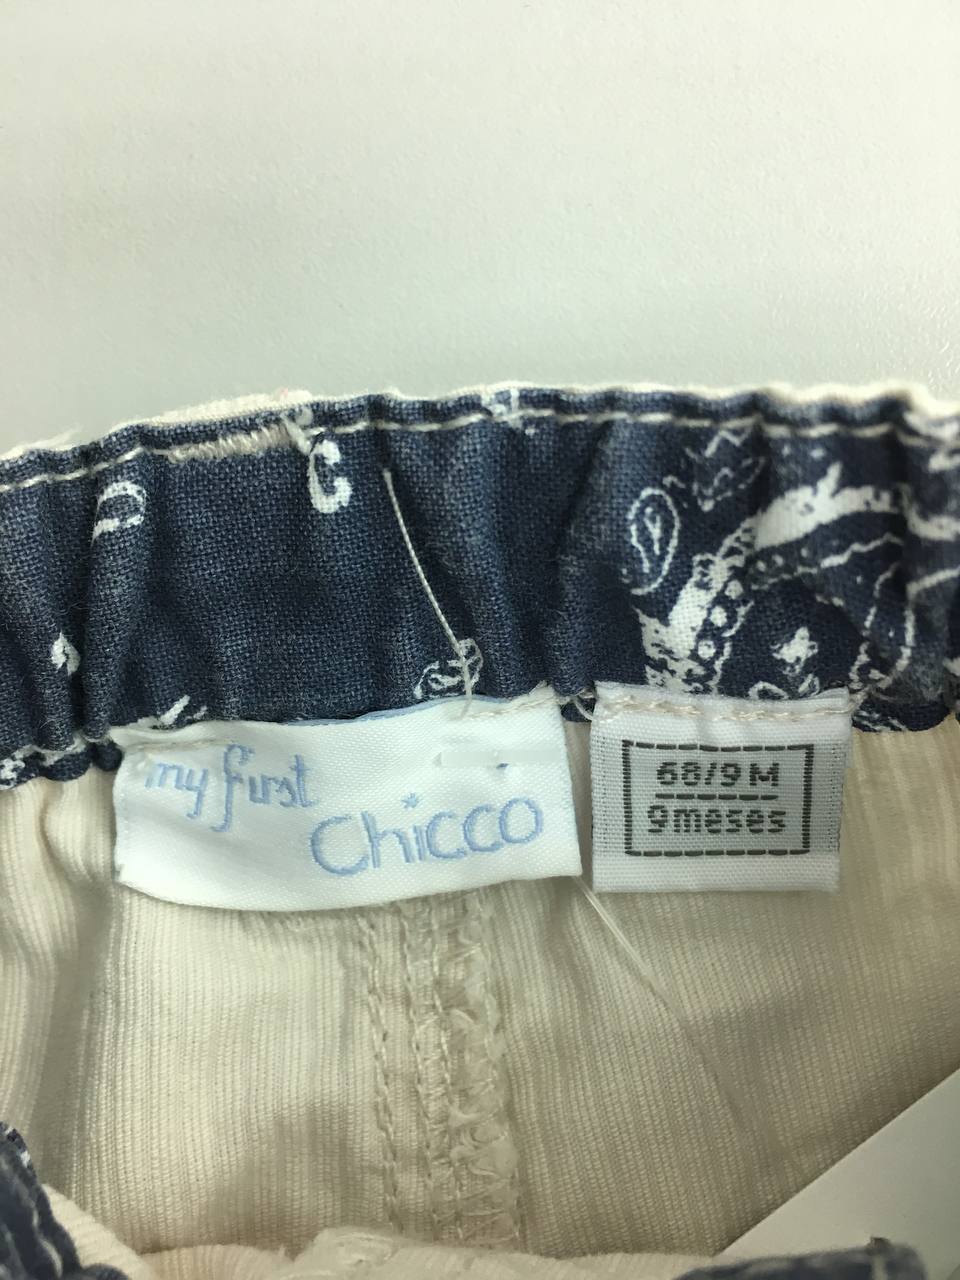 my first
Chicco
68/9 M
9 meses